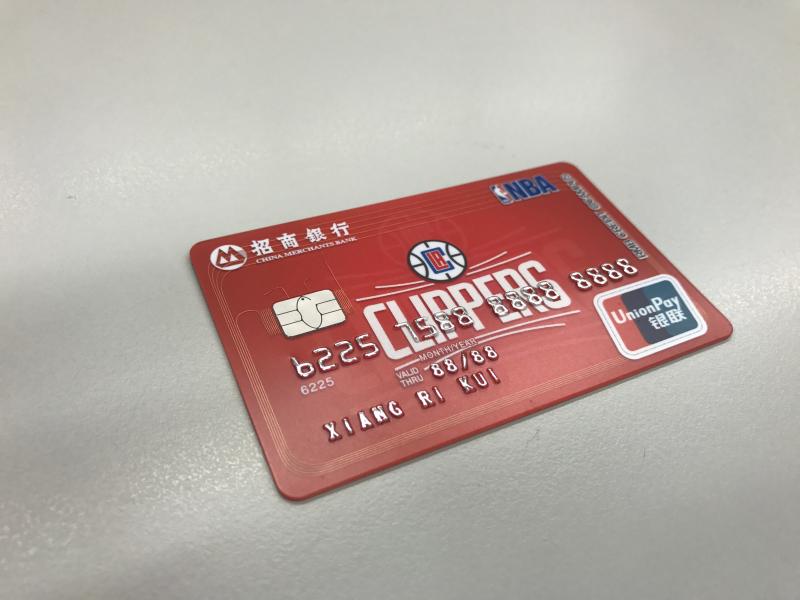 招商銀行
CHINA MERCHANTS BANK
NBA
CLIPPERS
6225 7588 8888 8888
6225
MONTH/YEAR
VALID THRU 88/88
XIANG RI KUI
UnionPay
银联